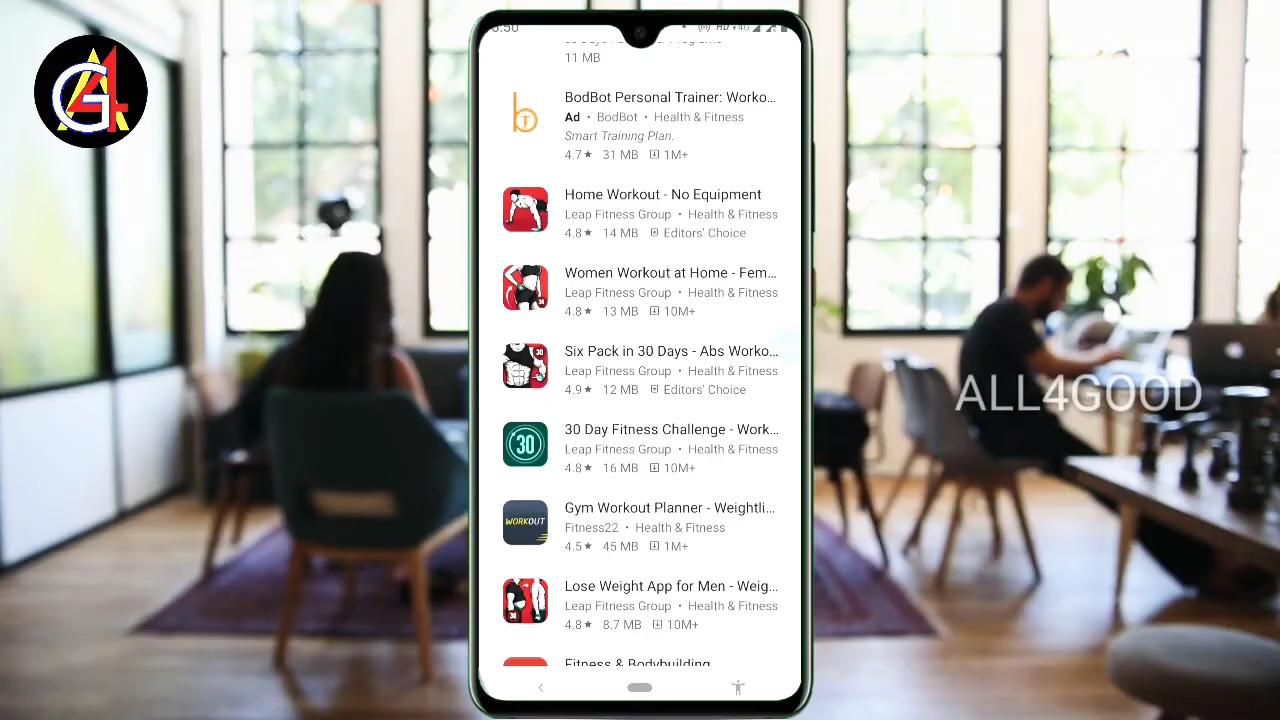 11 MB
BodBot Personal Trainer: Worko...
Ad • BodBot • Health & Fitness
Smart Training Plan.
4.7★ 31 MB 1M+
Home Workout - No Equipment
Leap Fitness Group • Health & Fitness
4.8★ 14 MB Editors' Choice
Women Workout at Home - Fem...
Leap Fitness Group • Health & Fitness
4.8★ 13 MB 10M+
30
Six Pack in 30 Days - Abs Worko...
Leap Fitness Group • Health & Fitness
4.9★ 12 MB Editors' Choice
30
30 Day Fitness Challenge - Work...
Leap Fitness Group • Health & Fitness
4.8★ 16 MB 10M+
30
Gym Workout Planner - Weightli...
Fitness22 • Health & Fitness
4.5★ 45 MB 1M+
WORKOUT
Lose Weight App for Men - Weig...
Leap Fitness Group • Health & Fitness
4.8★ 8.7 MB 10M+
30
Fitness & Bodybuilding
ALL4GOOD